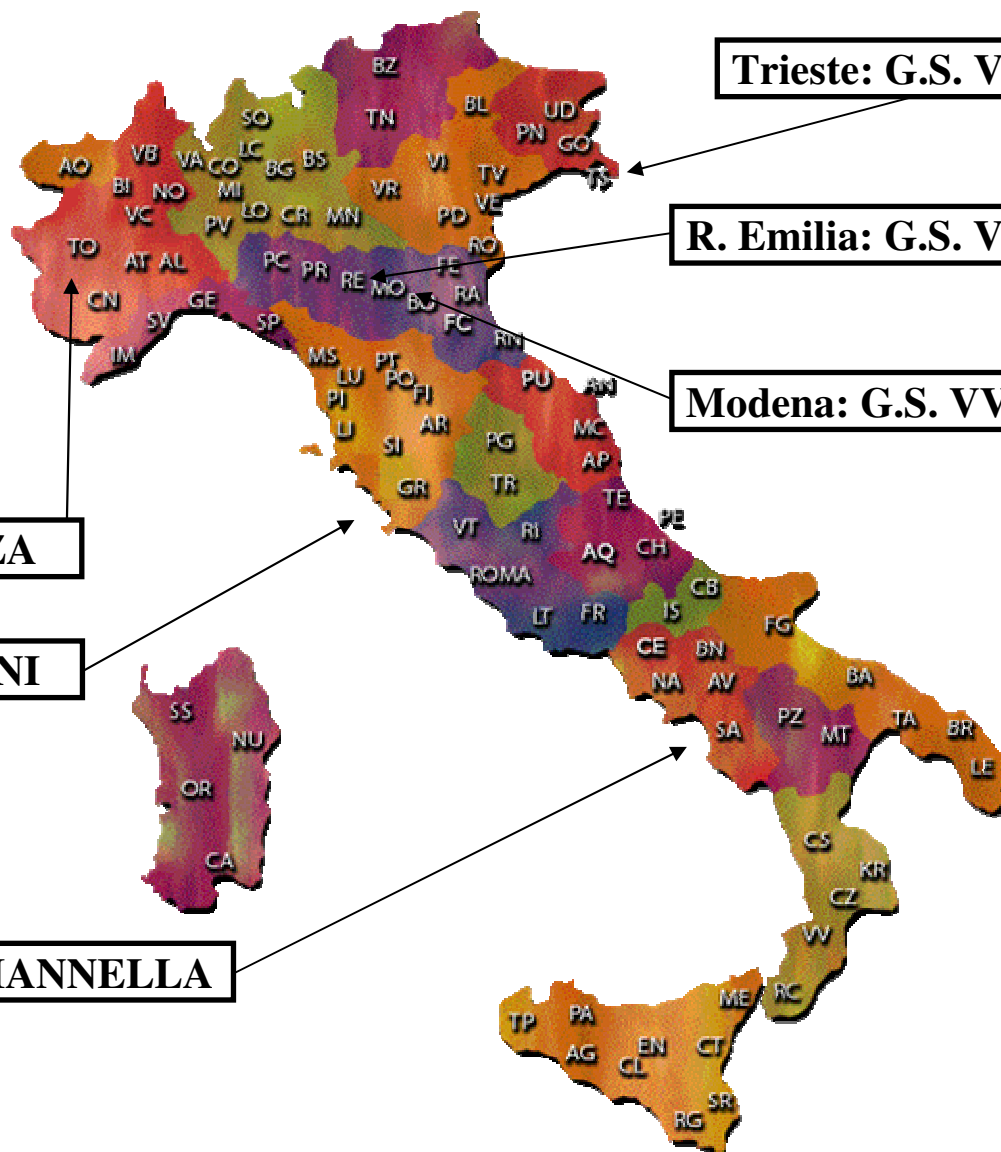 BZ
Trieste: G.S. V
BL
UD
SO
TN
PN
GO
LC
VB
VA
CO
BG
BS
VI
TV
TS
AO
BI
NO
MI
VR
VE
VC
LO
CR
MN
PD
PV
R. Emilia: G.S. V
TO
AT
AL
PC
PR
RE
MO
FE
RO
BO
RA
CN
GE
SV
SP
FC
RN
IM
MS
PT
LU
PO
FI
PU
AN
PI
LI
AR
Modena: G.S. VV
SI
PG
MC
AP
GR
TR
TE
VT
RI
PE
ZA
AQ
CH
ROMA
CB
LT
FR
IS
FG
CE
BN
NI
NA
AV
BA
SS
NU
SA
PZ
MT
TA
BR
LE
OR
CS
CA
KR
CZ
VV
IANNELLA
ME
RC
TP
PA
AG
EN
CL
CT
SR
RG